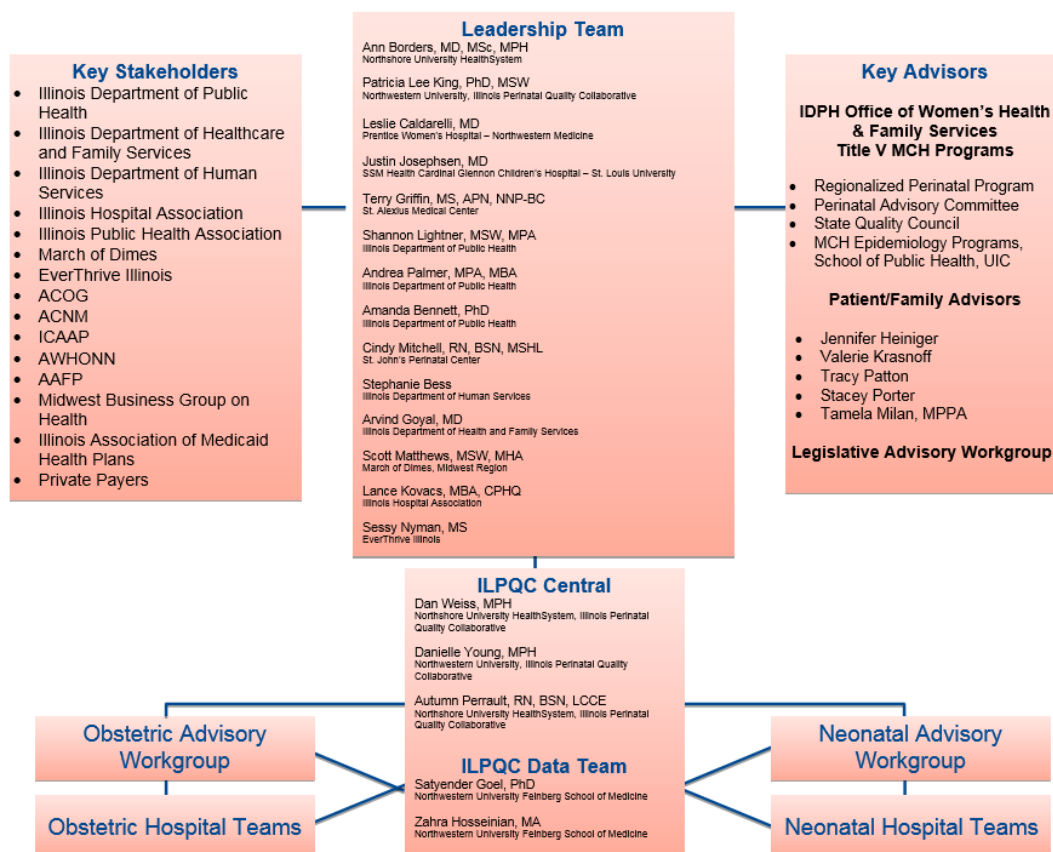 Leadership Team
Ann Borders, MD, MSc, MPH
Northshore University HealthSystem
Patricia Lee King, PhD, MSW
Northwestern University, Illinois Perinatal Quality Collaborative
Leslie Caldarelli, MD
Prentice Women's Hospital – Northwestern Medicine
Justin Josephsen, MD
SSM Health Cardinal Glennon Children's Hospital – St. Louis University
Terry Griffin, MS, APN, NNP-BC
St. Alexius Medical Center
Shannon Lightner, MSW, MPA
Illinois Department of Public Health
Andrea Palmer, MPA, MBA
Illinois Department of Public Health
Amanda Bennett, PhD
Illinois Department of Public Health
Cindy Mitchell, RN, BSN, MSHL
St. John's Perinatal Center
Stephanie Bess
Illinois Department of Human Services
Arvind Goyal, MD
Illinois Department of Health and Family Services
Scott Matthews, MSW, MHA
March of Dimes, Midwest Region
Lance Kovacs, MBA, CPHQ
Illinois Hospital Association
Sessy Nyman, MS
EverThrive Illinois
Key Stakeholders
• Illinois Department of Public
Health
• Illinois Department of Healthcare
and Family Services
• Illinois Department of Human
Services
• Illinois Hospital Association
• Illinois Public Health Association
• March of Dimes
• EverThrive Illinois
• ACOG
• ACNM
• ICAAP
• AWHONN
• AAFP
• Midwest Business Group on
Health
• Illinois Association of Medicaid
Health Plans
• Private Payers
Key Advisors
IDPH Office of Women's Health
& Family Services
Title V MCH Programs
• Regionalized Perinatal Program
• Perinatal Advisory Committee
• State Quality Council
• MCH Epidemiology Programs,
School of Public Health, UIC
Patient/Family Advisors
• Jennifer Heiniger
• Valerie Krasnoff
• Tracy Patton
• Stacey Porter
• Tamela Milan, MPPA
Legislative Advisory Workgroup
ILPQC Central
Dan Weiss, MPH
Northshore University HealthSystem, Illinois Perinatal
Quality Collaborative
Danielle Young, MPH
Northwestern University, Illinois Perinatal Quality
Collaborative
Autumn Perrault, RN, BSN, LCCE
Northshore University HealthSystem, Illinois Perinatal
Quality Collaborative
ILPQC Data Team
Satyender Goel, PhD
Northwestern University Feinberg School of Medicine
Zahra Hosseinian, MA
Northwestern University Feinberg School of Medicine
Obstetric Advisory
Workgroup
Obstetric Hospital Teams
Neonatal Advisory
Workgroup
Neonatal Hospital Teams